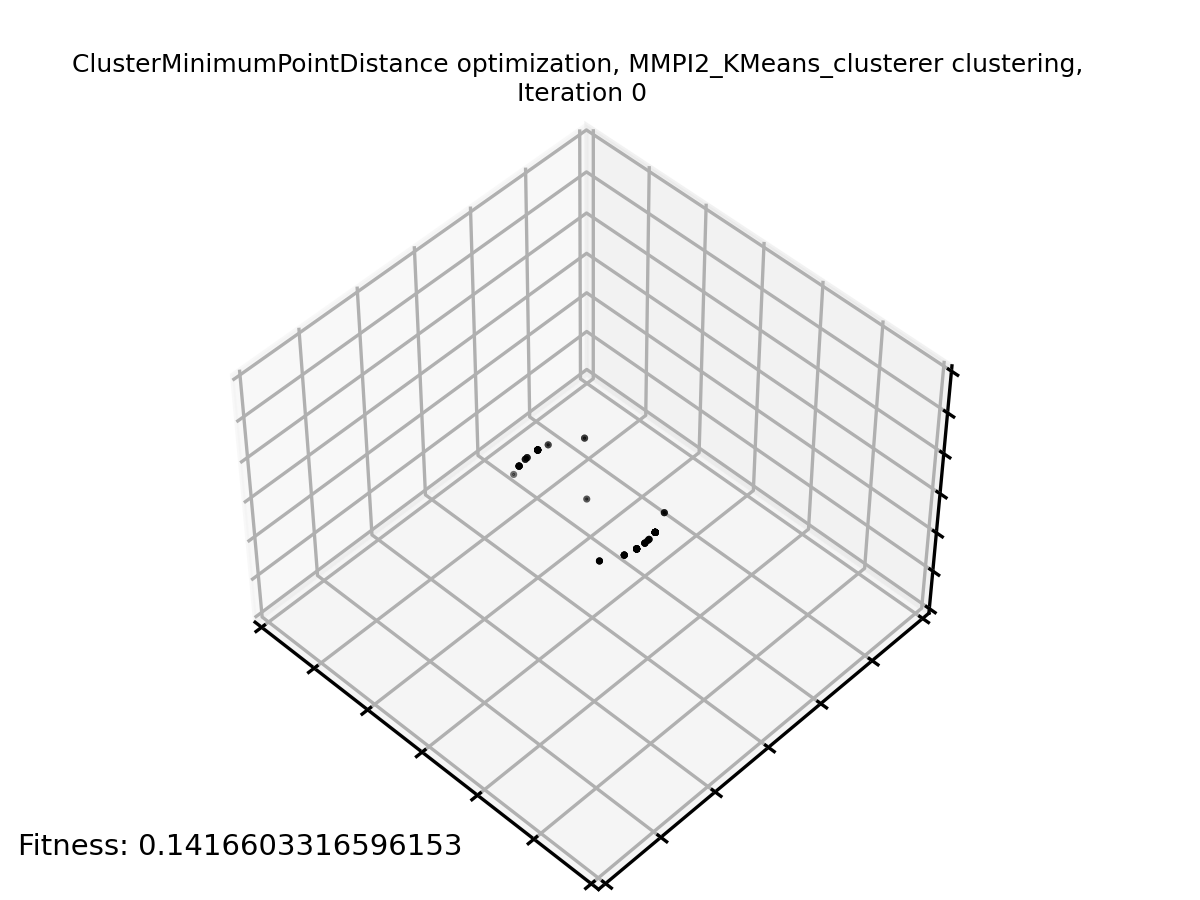 ClusterMinimumPointDistance optimization, MMPI2_KMeans_clusterer clustering,
Iteration 0
Fitness: 0.1416603316596153